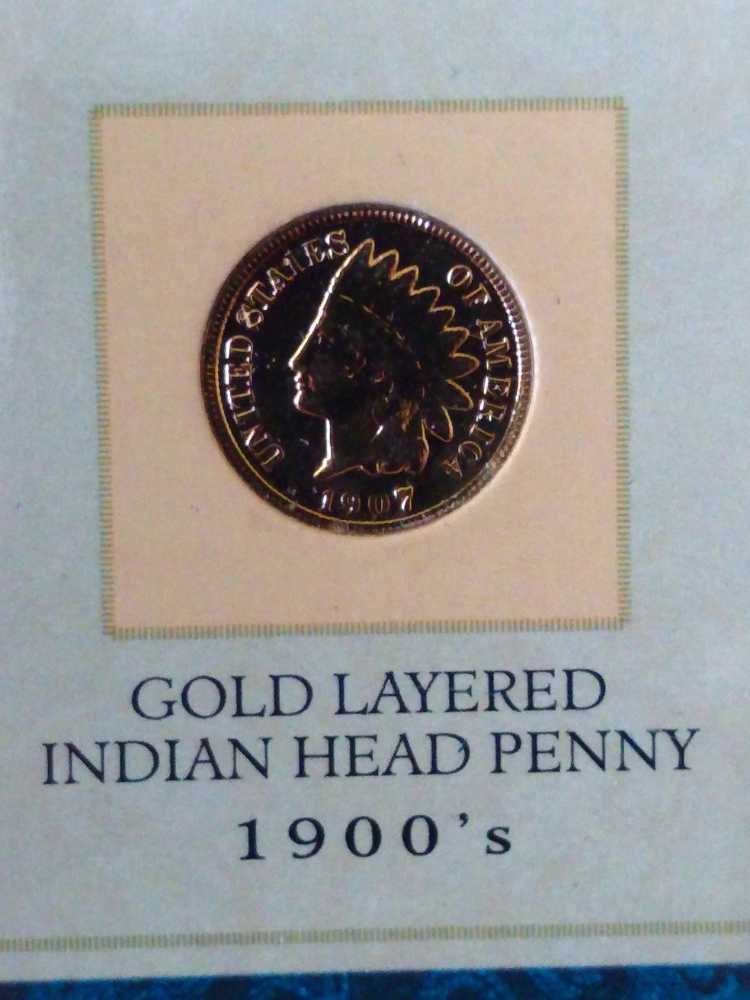 UNITED STATES OF AMERICA
1907
GOLD LAYERED
INDIAN HEAD PENNY
1900's